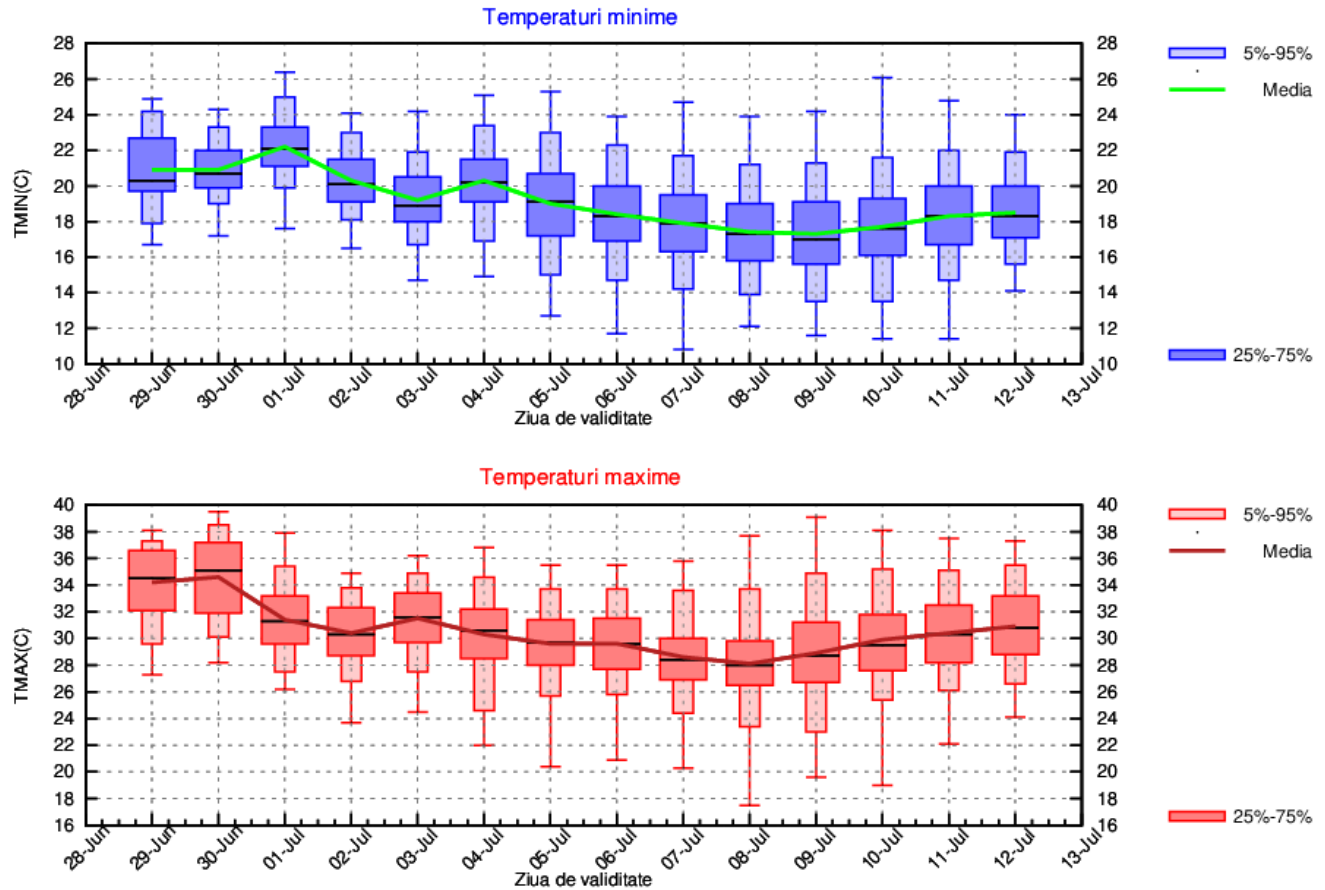 Temperaturi minime
28
26
24
22
20
18
16
14
12
10
TMIN(C)
28
26
24
22
20
18
16
14
12
10
28-Jun
29-Jun
30-Jun
01-Jul
02-Jul
03-Jul
04-Jul
05-Jul
06-Jul
07-Jul
08-Jul
09-Jul
10-Jul
11-Jul
12-Jul
13-Jul
Ziua de validitate
5%-95%
Media
25%-75%
Temperaturi maxime
40
38
36
34
32
30
28
26
24
22
20
18
16
TMAX(C)
40
38
36
34
32
30
28
26
24
22
20
18
16
28-Jun
29-Jun
30-Jun
01-Jul
02-Jul
03-Jul
04-Jul
05-Jul
06-Jul
07-Jul
08-Jul
09-Jul
10-Jul
11-Jul
12-Jul
13-Jul
Ziua de validitate
5%-95%
Media
25%-75%